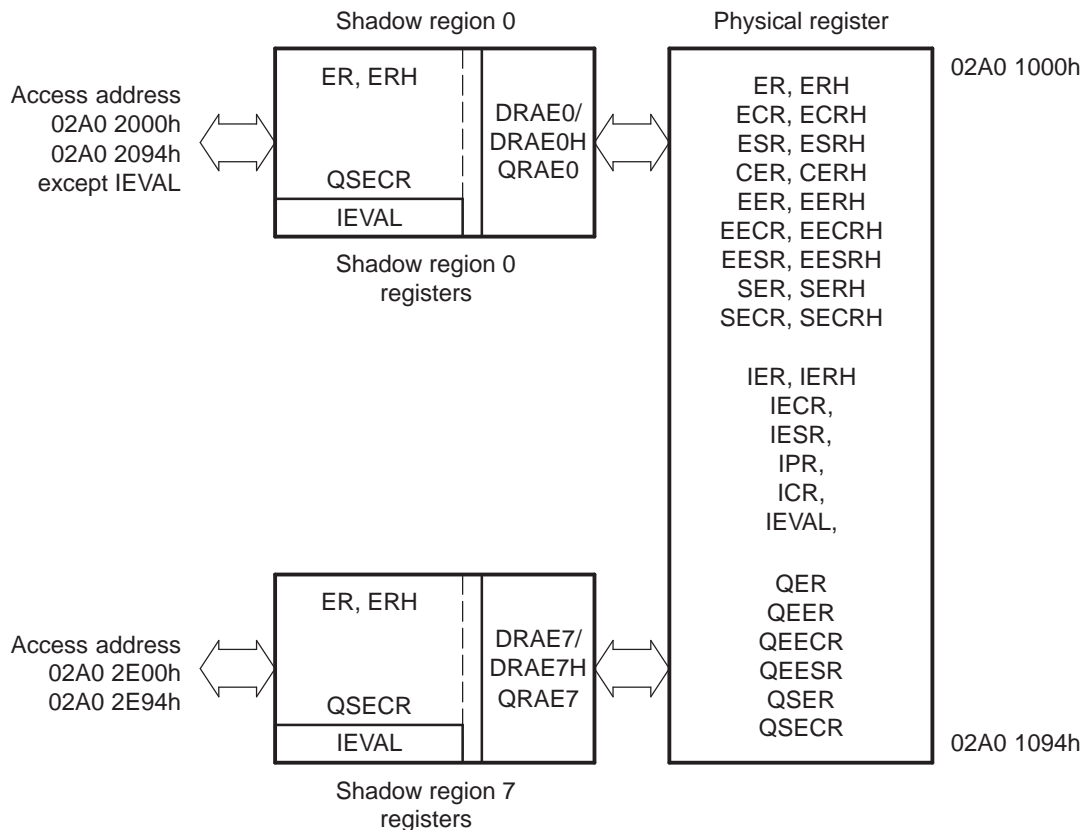 Shadow region 0
Access address
02A0 2000h
02A0 2094h
except IEVAL
ER, ERH
QSECR
IEVAL
DRAE0/
DRAE0H
QRAE0
Shadow region 0
registers
Physical register
02A0 1000h
ER, ERH
ECR, ECRH
ESR, ESRH
CER, CERH
EER, EERH
EECR, EECRH
EESR, EESRH
SER, SERH
SECR, SECRH
IER, IERH
IECR,
IESR,
IPR,
ICR,
IEVAL,
QER
QEER
QEECR
QEESR
QSER
QSECR
02A0 1094h
Access address
02A0 2E00h
02A0 2E94h
ER, ERH
QSECR
IEVAL
DRAE7/
DRAE7H
QRAE7
Shadow region 7
registers